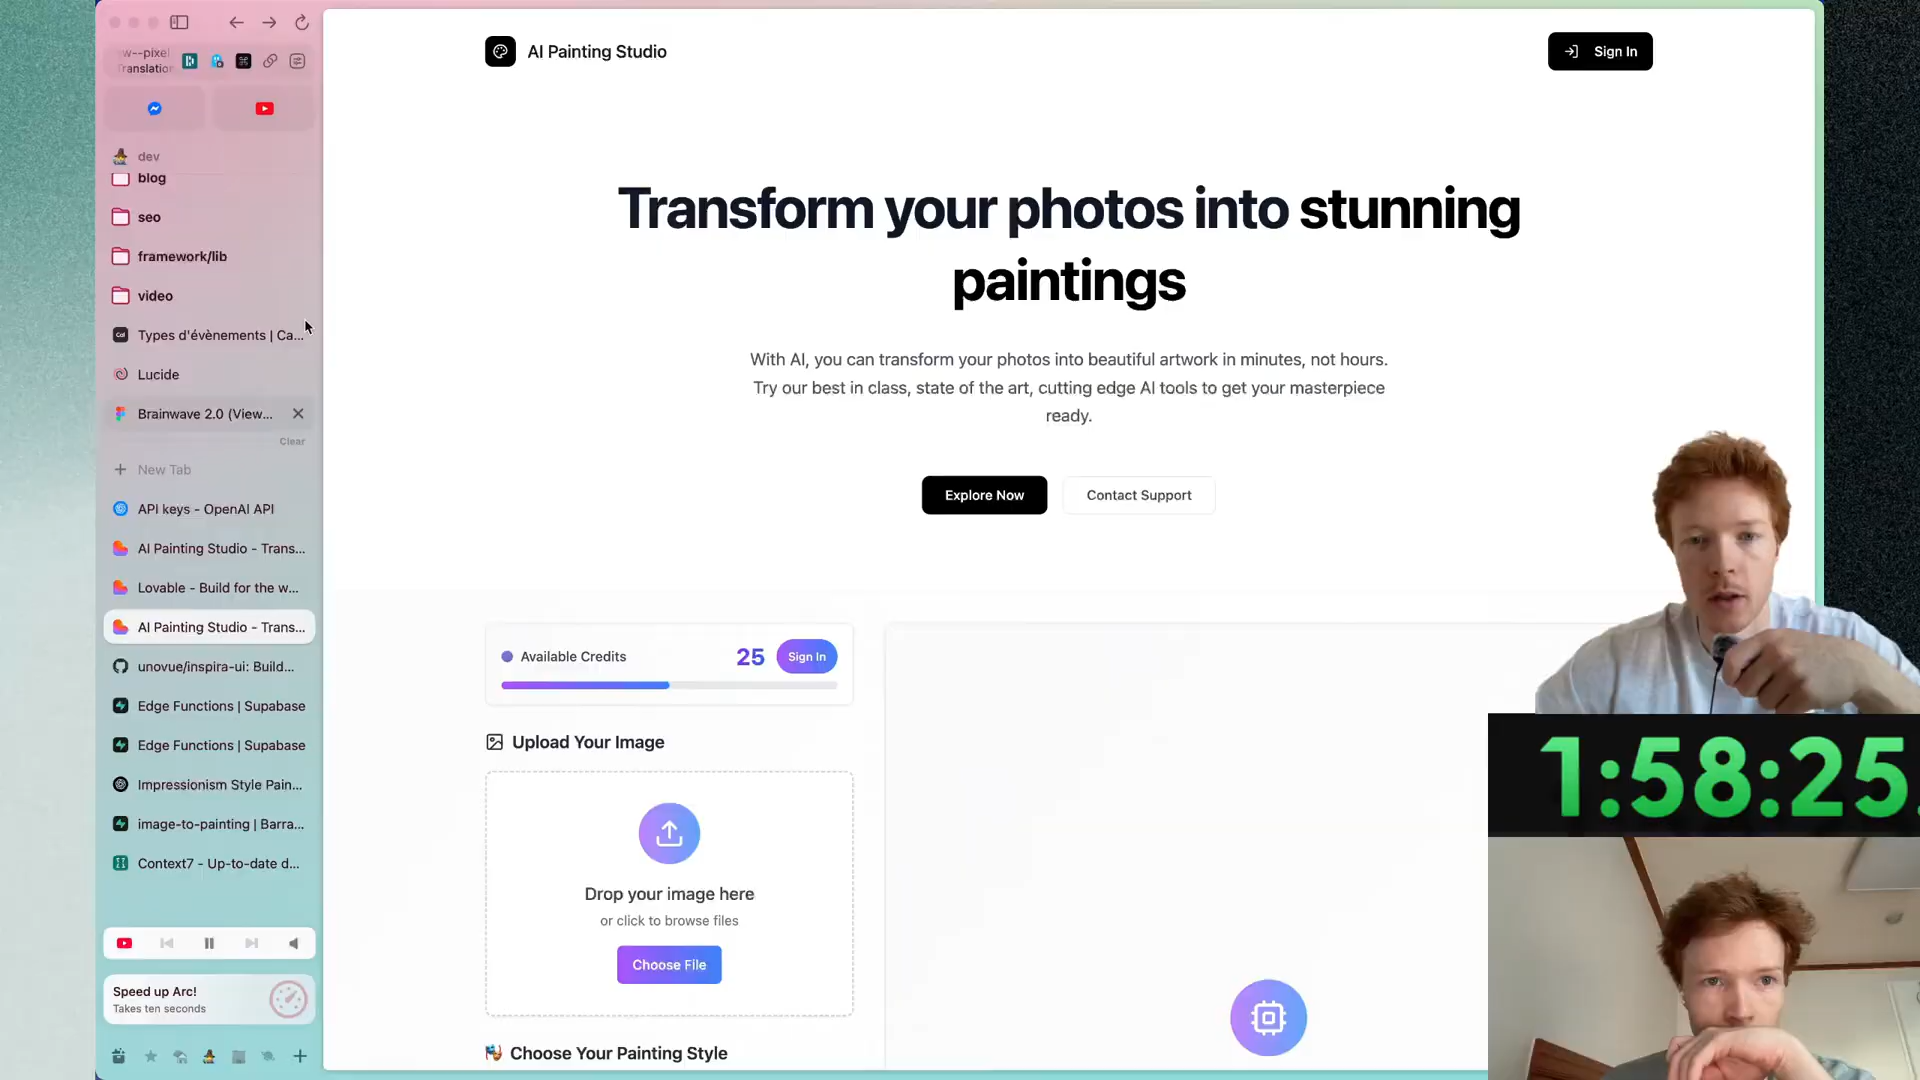 w--pixel
Translation
dev
blog
seo
framework/lib
video
Types d'évènements | Ca...
Lucide
Brainwave 2.0 (View...
Clear
New Tab
API keys - OpenAI API
AI Painting Studio - Trans...
Lovable - Build for the w...
AI Painting Studio - Trans...
unovue/inspira-ui: Build...
Edge Functions | Supabase
Edge Functions | Supabase
Impressionism Style Pain...
image-to-painting | Barra...
Context7 - Up-to-date d...
Speed up Arc!
Takes ten seconds
AI Painting Studio
Sign In
Transform your photos into stunning
paintings
With AI, you can transform your photos into beautiful artwork in minutes, not hours.
Try our best in class, state of the art, cutting edge AI tools to get your masterpiece
ready.
Explore Now
Contact Support
Available Credits
25
Sign In
Upload Your Image
Drop your image here
or click to browse files
Choose File
Choose Your Painting Style
1:58:25